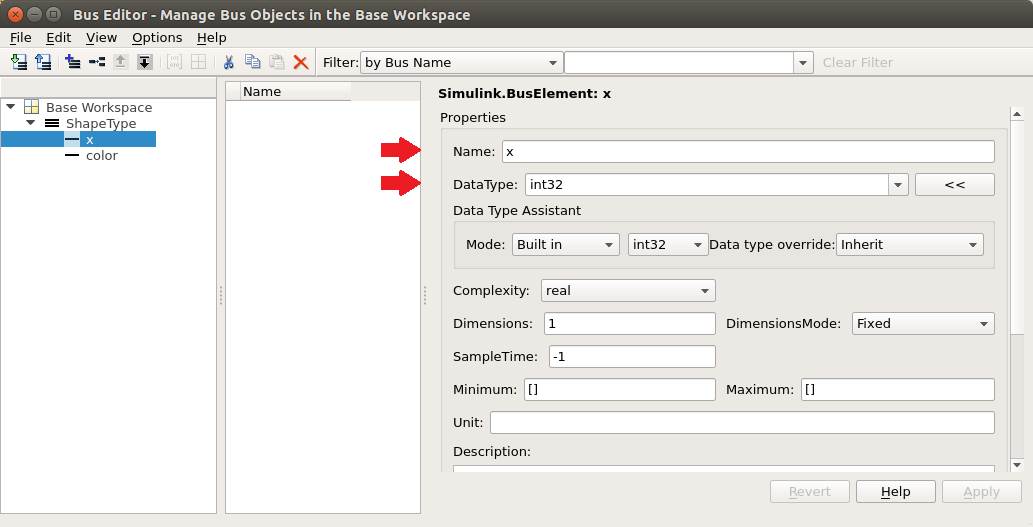 Bus Editor - Manage Bus Objects in the Base Workspace
File Edit View Options Help
Filter: by Bus Name Clear Filter
Base Workspace
ShapeType
x
color
Name
Simulink.BusElement: x
Properties
Name: x
DataType: int32 <<
Data Type Assistant
Mode: Built in int32 Data type override: Inherit
Complexity: real
Dimensions: 1 DimensionsMode: Fixed
SampleTime: -1
Minimum: [] Maximum: []
Unit:
Description:
Revert Help Apply